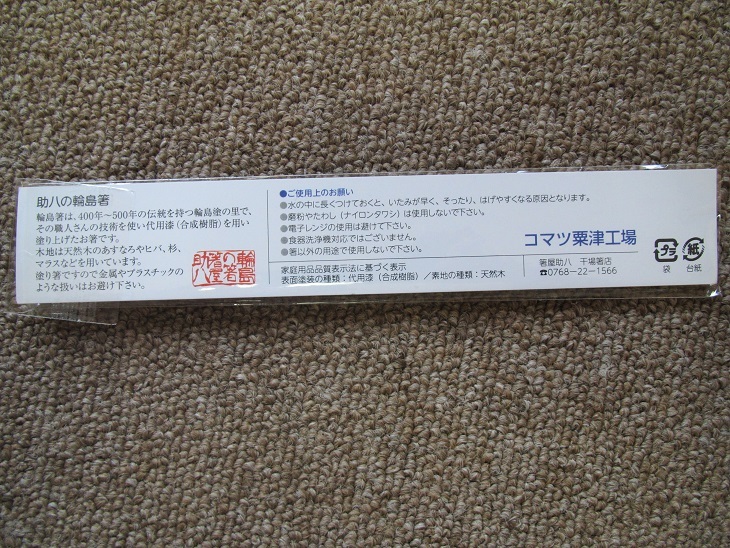 助八の輪島箸
輪島箸は、400年～500年の伝統を持つ輪島塗の里で、
その職人さんの技術を使い代用漆（合成樹脂）を用い
塗り上げたお箸です。
木地は天然木のあすなろやヒバ、杉、
マラスなどを用いています。
塗り箸ですので金属やプラスチックの
ような扱いはお避け下さい。
輪島
の箸
箸屋
助八
●ご使用上のお願い
●水の中に長くつけておくと、いたみが早く、そったり、はげやすくなる原因となります。
●磨粉やたわし（ナイロンタワシ）は使用しないで下さい。
●電子レンジの使用は避けて下さい。
●食器洗浄機対応ではございません。
●箸以外の用途で使用しないで下さい。
家庭用品品質表示法に基づく表示
表面塗装の種類：代用漆（合成樹脂）／素地の種類：天然木
コマツ粟津工場
箸屋助八　干場箸店
☎0768−22−1566
プラ
袋
紙
台紙